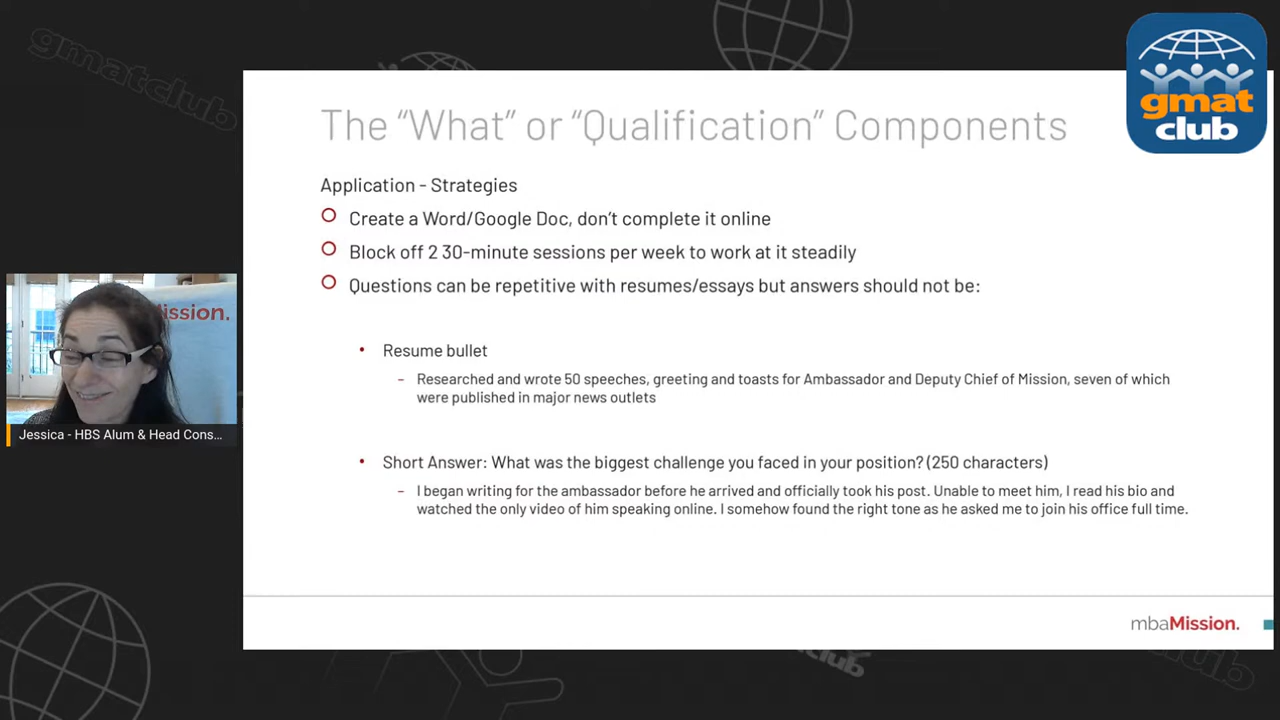 gmatclub
gmat
club
The “What” or “Qualification” Components
Application - Strategies
Create a Word/Google Doc, don’t complete it online
Block off 2 30-minute sessions per week to work at it steadily
Questions can be repetitive with resumes/essays but answers should not be:
Mission.
• Resume bullet
– Researched and wrote 50 speeches, greeting and toasts for Ambassador and Deputy Chief of Mission, seven of which
were published in major news outlets
Jessica - HBS Alum & Head Cons...
• Short Answer: What was the biggest challenge you faced in your position? (250 characters)
– I began writing for the ambassador before he arrived and officially took his post. Unable to meet him, I read his bio and
watched the only video of him speaking online. I somehow found the right tone as he asked me to join his office full time.
mbaMission.
club